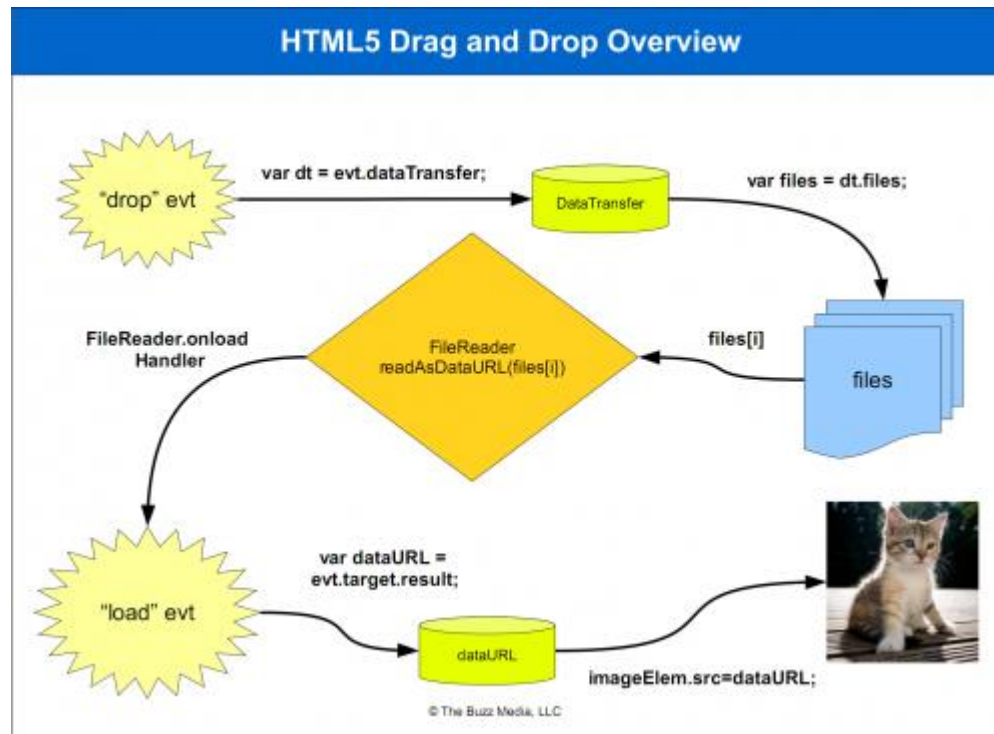 HTML5 Drag and Drop Overview
"drop" evt
var dt = evt.dataTransfer;
DataTransfer
var files = dt.files;
files
files[i]
FileReader
readAsDataURL(files[i])
FileReader.onload
Handler
"load" evt
var dataURL =
evt.target.result;
dataURL
imageElem.src=dataURL;
© The Buzz Media, LLC